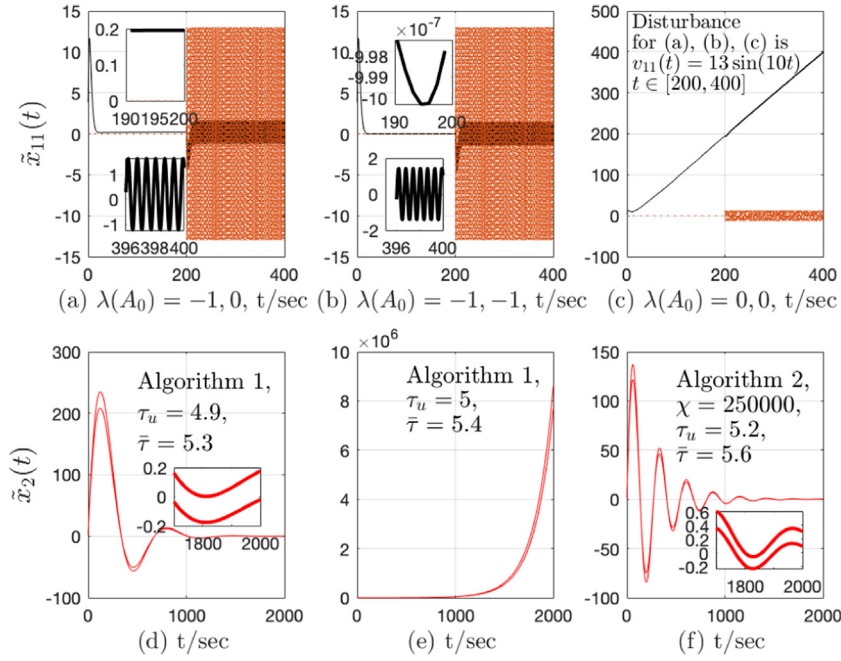 15
10
5
0
-5
-10
-15
0.2
0.1
0
190195200
1
0
-1
396398400
0 200 400
x̃₁₁(t)
(a) λ(A₀) = −1, 0, t/sec
15
10
5
0
-5
-10
-15
×10⁻⁷
-9.98
-9.99
-10
190 200
2
0
-2
396 400
0 200 400
(b) λ(A₀) = −1, −1, t/sec
500
400
300
200
100
0
-100
Disturbance
for (a), (b), (c) is
v₁₁(t) = 13 sin(10t)
t ∈ [200, 400]
0 200 400
(c) λ(A₀) = 0, 0, t/sec
300
200
100
0
-100
x̃₂(t)
Algorithm 1,
τᵤ = 4.9,
τ̄ = 5.3
0.2
0
-0.2
1800 2000
0 1000 2000
(d) t/sec
×10⁶
10
8
6
4
2
0
Algorithm 1,
τᵤ = 5,
τ̄ = 5.4
0 1000 2000
(e) t/sec
150
100
50
0
-50
-100
Algorithm 2,
χ = 250000,
τᵤ = 5.2,
τ̄ = 5.6
0.6
0.4
0.2
0
-0.2
1800 2000
0 1000 2000
(f) t/sec